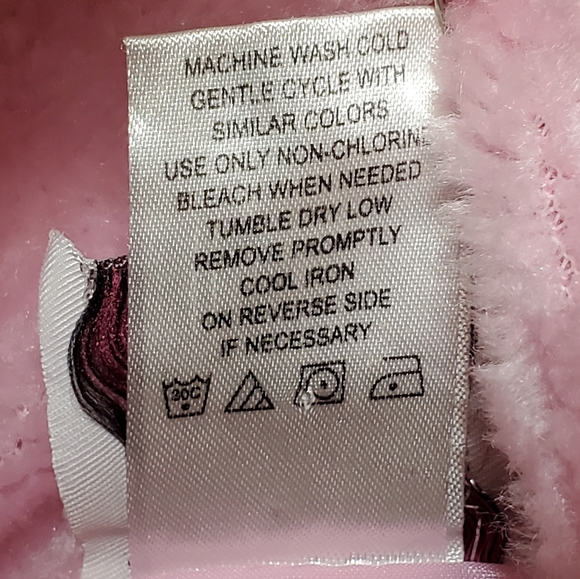 MACHINE WASH COLD
GENTLE CYCLE WITH
SIMILAR COLORS
USE ONLY NON-CHLORINE
BLEACH WHEN NEEDED
TUMBLE DRY LOW
REMOVE PROMPTLY
COOL IRON
ON REVERSE SIDE
IF NECESSARY
30C